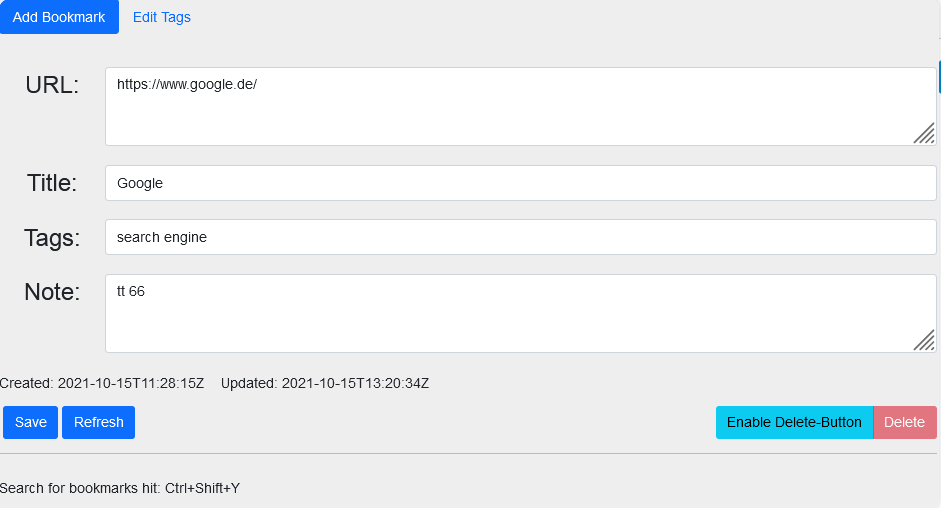 Add Bookmark Edit Tags
URL: https://www.google.de/
Title: Google
Tags: search engine
Note: tt 66
Created: 2021-10-15T11:28:15Z Updated: 2021-10-15T13:20:34Z
Save Refresh Enable Delete-Button Delete
Search for bookmarks hit: Ctrl+Shift+Y